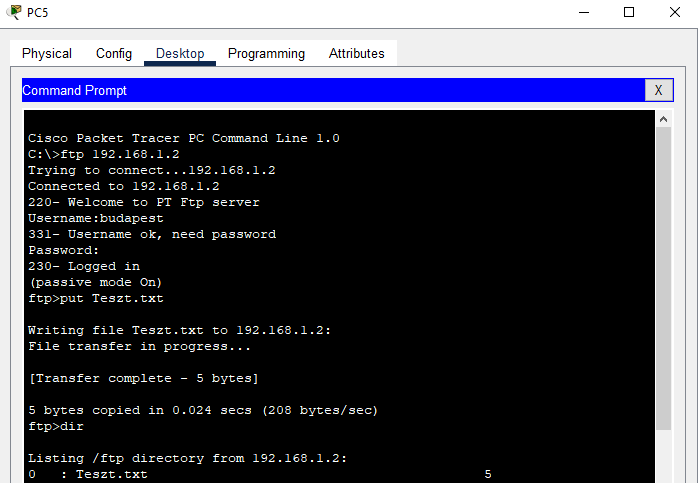 PC5
Physical Config Desktop Programming Attributes
Command Prompt
X
Cisco Packet Tracer PC Command Line 1.0
C:\>ftp 192.168.1.2
Trying to connect...192.168.1.2
Connected to 192.168.1.2
220- Welcome to PT Ftp server
Username:budapest
331- Username ok, need password
Password:
230- Logged in
(passive mode On)
ftp>put Teszt.txt
Writing file Teszt.txt to 192.168.1.2:
File transfer in progress...
[Transfer complete - 5 bytes]
5 bytes copied in 0.024 secs (208 bytes/sec)
ftp>dir
Listing /ftp directory from 192.168.1.2:
0 : Teszt.txt 5